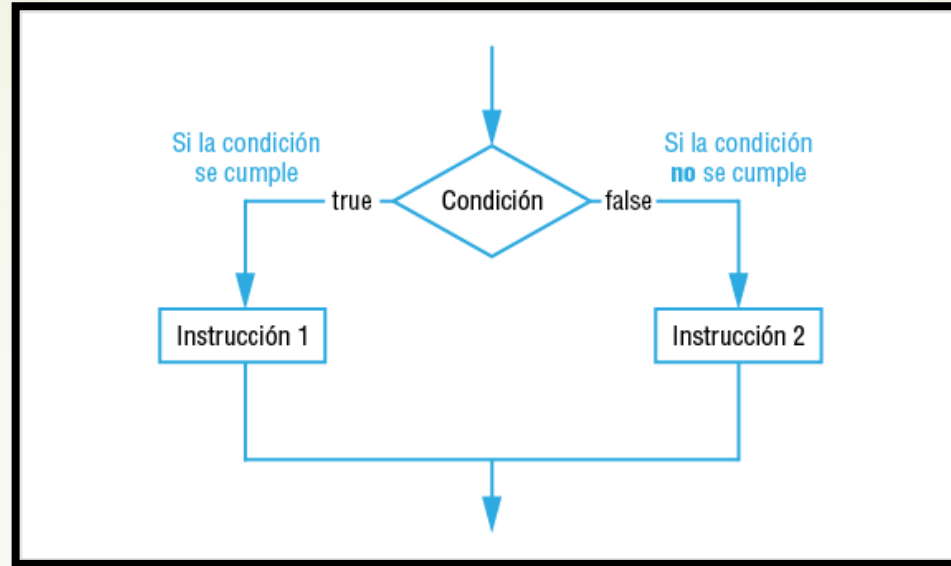 Si la condición
se cumple
Si la condición
no se cumple
true
Condición
false
Instrucción 1
Instrucción 2